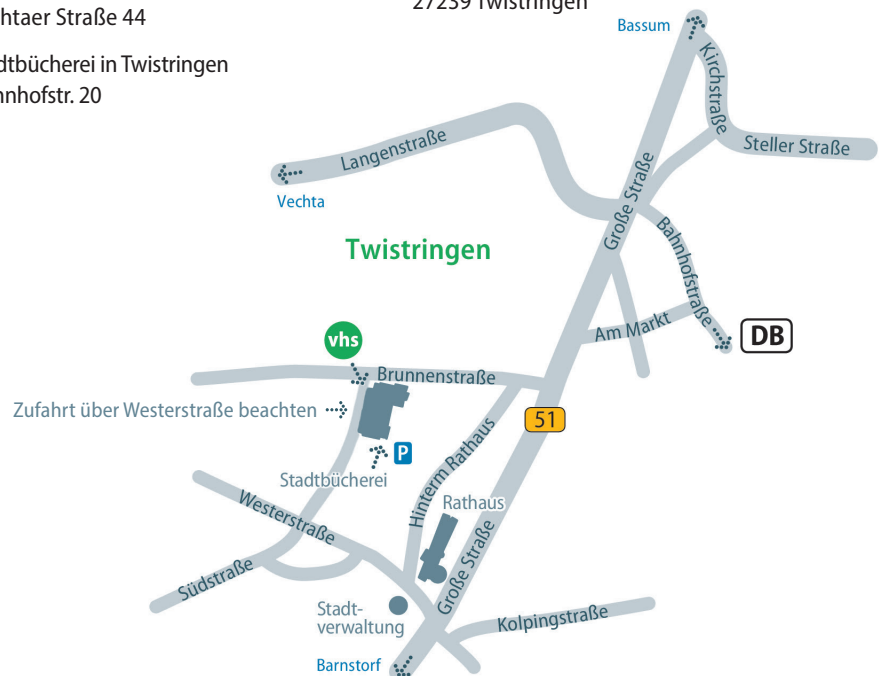 htaer Straße 44
27239 Twistringen
dtbücherei in Twistringen
hnhofstr. 20
Bassum
Kirchstraße
Steller Straße
Langenstraße
Vechta
Große Straße
Bahnhofstraße
Twistringen
Am Markt
DB
vhs
Brunnenstraße
Zufahrt über Westerstraße beachten
51
P
Stadtbücherei
Hinterm Rathaus
Rathaus
Westerstraße
Südstraße
Große Straße
Stadt-
verwaltung
Kolpingstraße
Barnstorf